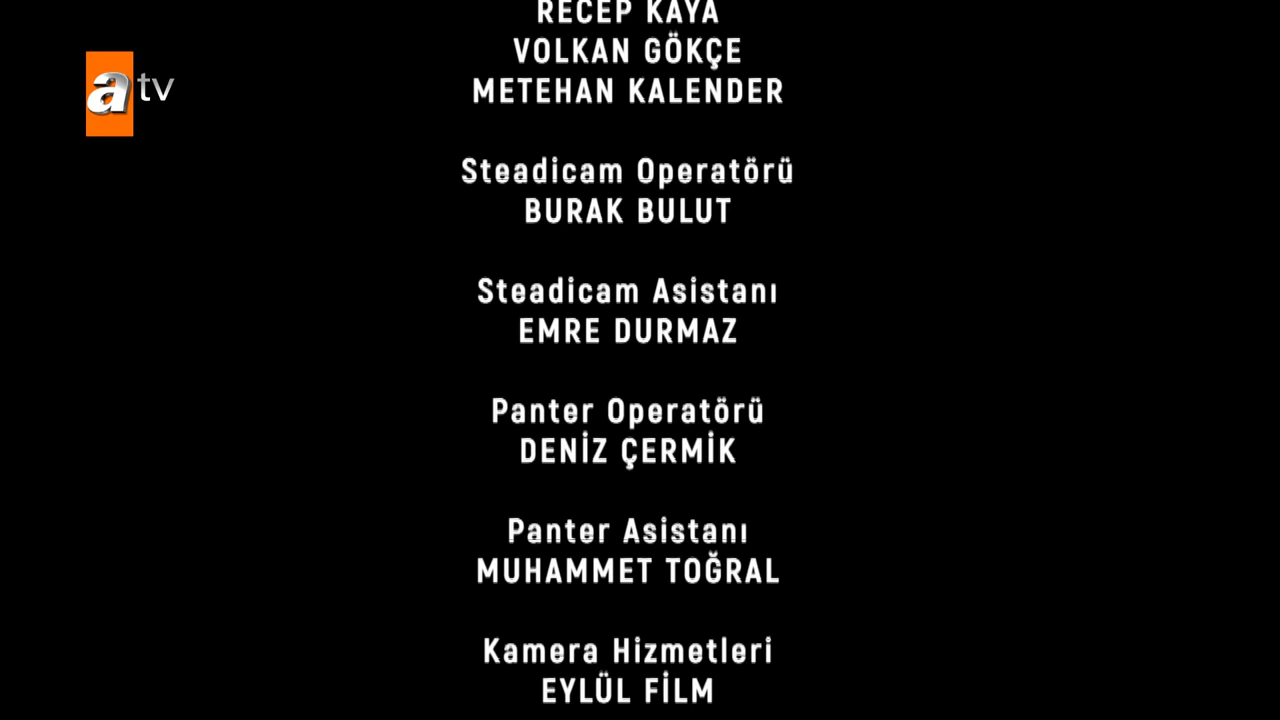 RECEP KAYA
VOLKAN GÖKÇE
METEHAN KALENDER
atv
Steadicam Operatörü
BURAK BULUT
Steadicam Asistanı
EMRE DURMAZ
Panter Operatörü
DENİZ ÇERMİK
Panter Asistanı
MUHAMMET TOĞRAL
Kamera Hizmetleri
EYLÜL FİLM